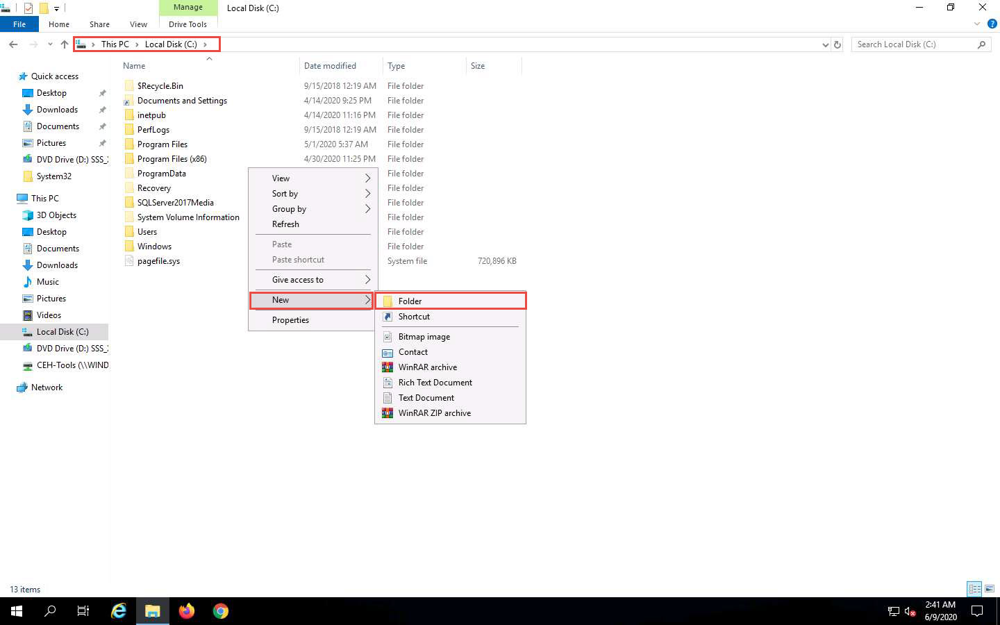 Manage
Local Disk (C:)
File
Home
Share
View
Drive Tools
This PC
Local Disk (C:)
Search Local Disk (C:)
Name
Date modified
Type
Size
Quick access
Desktop
Downloads
Documents
Pictures
DVD Drive (D:) SSS_
System32
This PC
3D Objects
Desktop
Documents
Downloads
Music
Pictures
Videos
Local Disk (C:)
DVD Drive (D:) SSS_
CEH-Tools (\\WIND
Network
$Recycle.Bin 9/15/2018 12:19 AM File folder
Documents and Settings 4/14/2020 9:25 PM File folder
inetpub 4/14/2020 11:16 PM File folder
PerfLogs 9/15/2018 12:19 AM File folder
Program Files 5/1/2020 5:37 AM File folder
Program Files (x86) 4/30/2020 11:25 PM File folder
ProgramData File folder
Recovery File folder
SQLServer2017Media File folder
System Volume Information File folder
Users File folder
Windows File folder
pagefile.sys System file 720,896 KB
View
Sort by
Group by
Refresh
Paste
Paste shortcut
Give access to
New
Properties
Folder
Shortcut
Bitmap image
Contact
WinRAR archive
Rich Text Document
Text Document
WinRAR ZIP archive
13 items
2:41 AM
6/9/2020